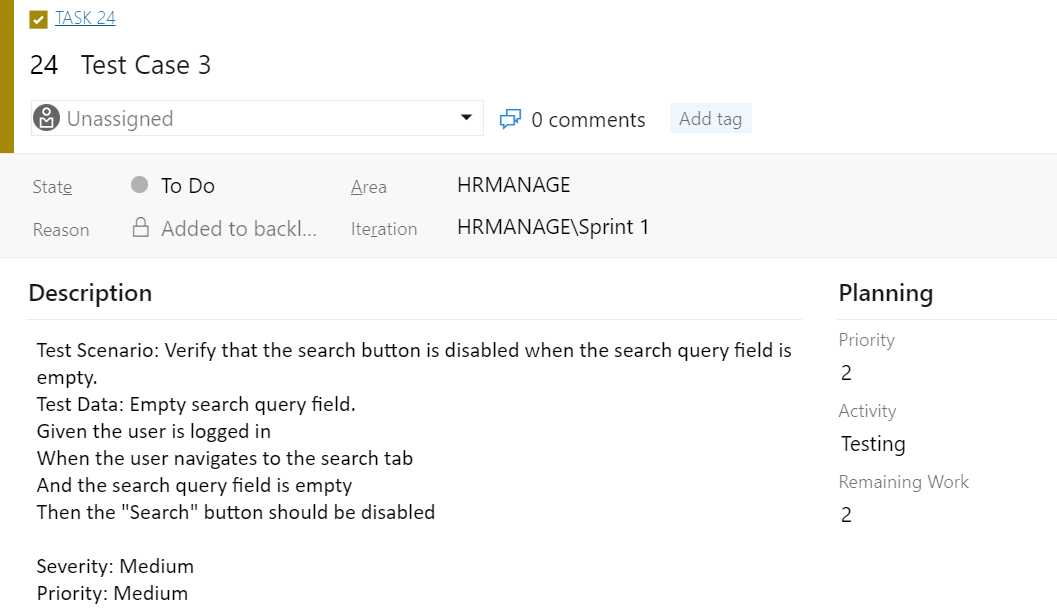 TASK 24
24 Test Case 3
Unassigned
0 comments
Add tag
State
To Do
Area
HRMANAGE
Reason
Added to backl...
Iteration
HRMANAGE\Sprint 1
Description
Test Scenario: Verify that the search button is disabled when the search query field is
empty.
Test Data: Empty search query field.
Given the user is logged in
When the user navigates to the search tab
And the search query field is empty
Then the "Search" button should be disabled
Severity: Medium
Priority: Medium
Planning
Priority
2
Activity
Testing
Remaining Work
2